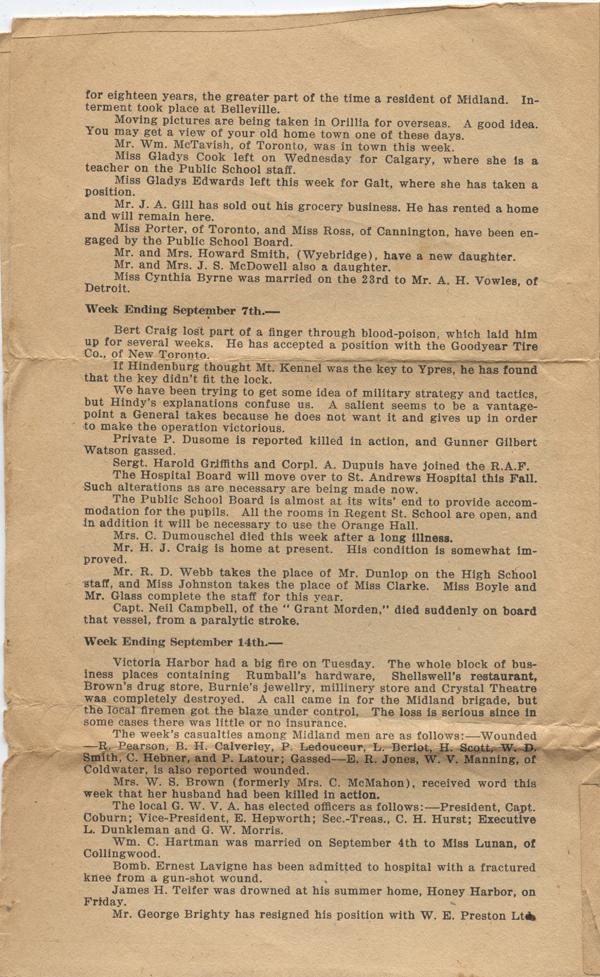 for eighteen years, the greater part of the time a resident of Midland. In-
terment took place at Belleville.
Moving pictures are being taken in Orillia for overseas. A good idea.
You may get a view of your old home town one of these days.
Mr. Wm. McTavish, of Toronto, was in town this week.
Miss Gladys Cook left on Wednesday for Calgary, where she is a
teacher on the Public School staff.
Miss Gladys Edwards left this week for Galt, where she has taken a
position.
Mr. J. A. Gill has sold out his grocery business. He has rented a home
and will remain here.
Miss Porter, of Toronto, and Miss Ross, of Cannington, have been en-
gaged by the Public School Board.
Mr. and Mrs. Howard Smith, (Wyebridge), have a new daughter.
Mr. and Mrs. J. S. McDowell also a daughter.
Miss Cynthia Byrne was married on the 23rd to Mr. A. H. Vowles, of
Detroit.
Week Ending September 7th.—
Bert Craig lost part of a finger through blood-poison, which laid him
up for several weeks. He has accepted a position with the Goodyear Tire
Co., of New Toronto.
If Hindenburg thought Mt. Kennel was the key to Ypres, he has found
that the key didn't fit the lock.
We have been trying to get some idea of military strategy and tactics,
but Hindy's explanations confuse us. A salient seems to be a vantage-
point a General takes because he does not want it and gives up in order
to make the operation victorious.
Private P. Dusome is reported killed in action, and Gunner Gilbert
Watson gassed.
Sergt. Harold Griffiths and Corpl. A. Dupuis have joined the R.A.F.
The Hospital Board will move over to St. Andrews Hospital this Fall.
Such alterations as are necessary are being made now.
The Public School Board is almost at its wits' end to provide accom-
modation for the pupils. All the rooms in Regent St. School are open, and
in addition it will be necessary to use the Orange Hall.
Mrs. C. Dumouschel died this week after a long illness.
Mr. H. J. Craig is home at present. His condition is somewhat im-
proved.
Mr. R. D. Webb takes the place of Mr. Dunlop on the High School
staff, and Miss Johnston takes the place of Miss Clarke. Miss Boyle and
Mr. Glass complete the staff for this year.
Capt. Neil Campbell, of the "Grant Morden," died suddenly on board
that vessel, from a paralytic stroke.
Week Ending September 14th.—
Victoria Harbor had a big fire on Tuesday. The whole block of bus-
iness places containing Rumball's hardware, Shellswell's restaurant,
Brown's drug store, Burnie's jewellry, millinery store and Crystal Theatre
was completely destroyed. A call came in for the Midland brigade, but
the local firemen got the blaze under control. The loss is serious since in
some cases there was little or no insurance.
The week's casualties among Midland men are as follows:—Wounded
—R. Pearson, B. H. Calverley, P. Ledouceur, L. Beriot, H. Scott, W. D.
Smith, C. Hebner, and P. Latour; Gassed—E. R. Jones, W. V. Manning, of
Coldwater, is also reported wounded.
Mrs. W. S. Brown (formerly Mrs. C. McMahon), received word this
week that her husband had been killed in action.
The local G. W. V. A. has elected officers as follows:—President, Capt.
Coburn; Vice-President, E. Hepworth; Sec.-Treas., C. H. Hurst; Executive
L. Dunkleman and G. W. Morris.
Wm. C. Hartman was married on September 4th to Miss Lunan, of
Collingwood.
Bomb. Ernest Lavigne has been admitted to hospital with a fractured
knee from a gun-shot wound.
James H. Telfer was drowned at his summer home, Honey Harbor, on
Friday.
Mr. George Brighty has resigned his position with W. E. Preston Ltd.